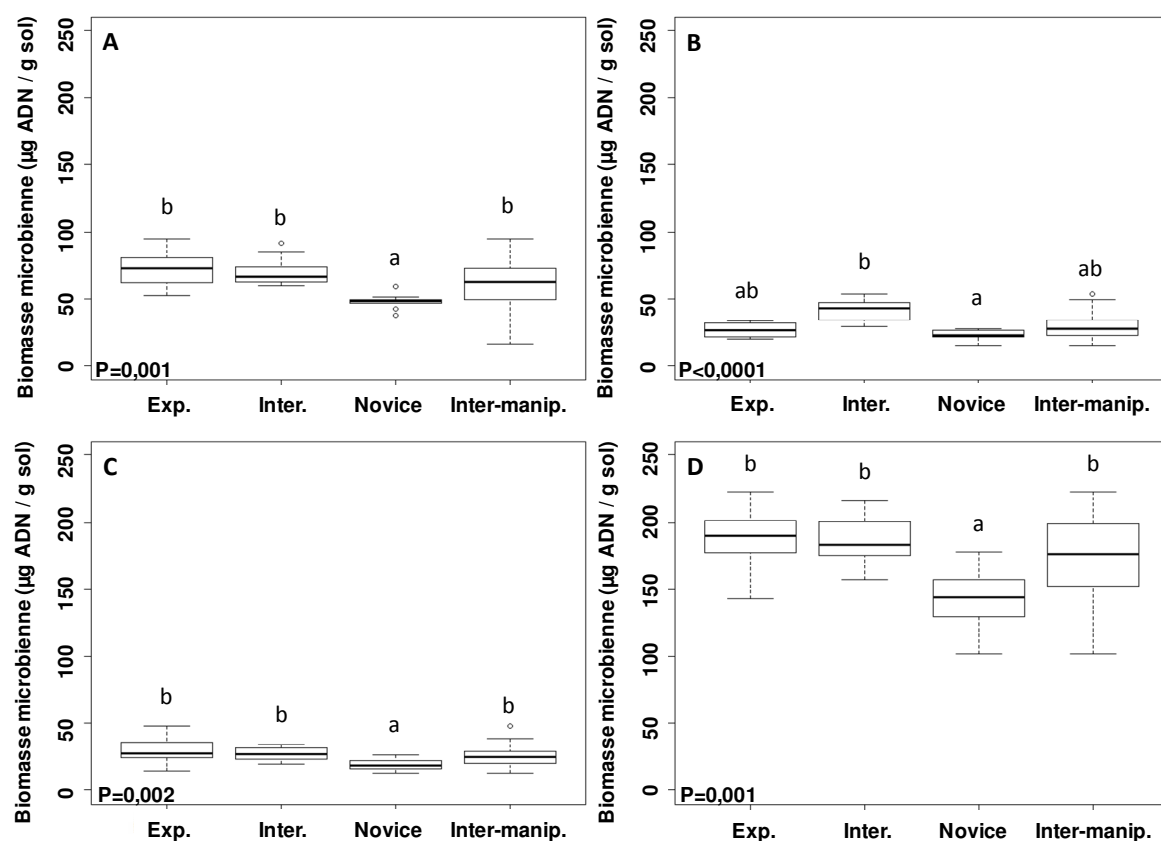 A
Biomasse microbienne (µg ADN / g sol)
250
200
150
100
50
0
b
b
a
b
P=0,001
Exp.
Inter.
Novice
Inter-manip.
B
Biomasse microbienne (µg ADN / g sol)
250
200
150
100
50
0
ab
b
a
ab
P<0,0001
Exp.
Inter.
Novice
Inter-manip.
C
Biomasse microbienne (µg ADN / g sol)
250
200
150
100
50
0
b
b
a
b
P=0,002
Exp.
Inter.
Novice
Inter-manip.
D
Biomasse microbienne (µg ADN / g sol)
250
200
150
100
50
0
b
b
a
b
P=0,001
Exp.
Inter.
Novice
Inter-manip.